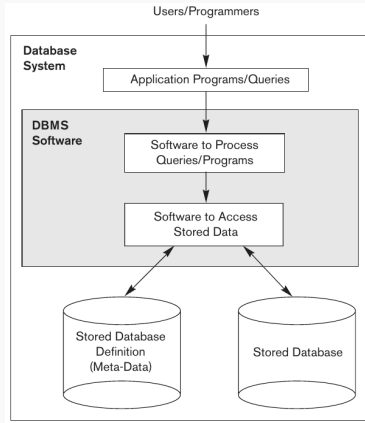 Users/Programmers
Database
System
Application Programs/Queries
DBMS
Software
Software to Process
Queries/Programs
Software to Access
Stored Data
Stored Database
Definition
(Meta-Data)
Stored Database